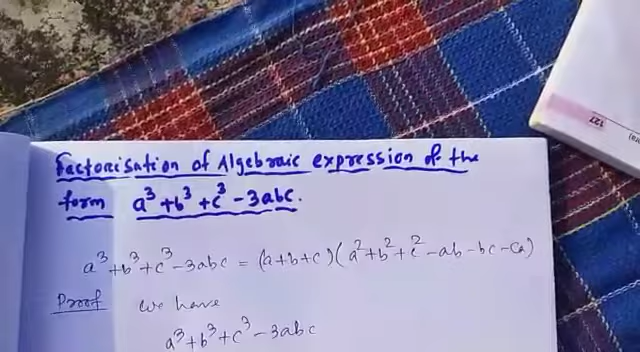 Factorisation of Algebraic expression of the
form a³+b³+c³-3abc.
a³+b³+c³-3abc = (a+b+c)(a²+b²+c²-ab-bc-ca)
Proof we have
a³+b³+c³-3abc
127